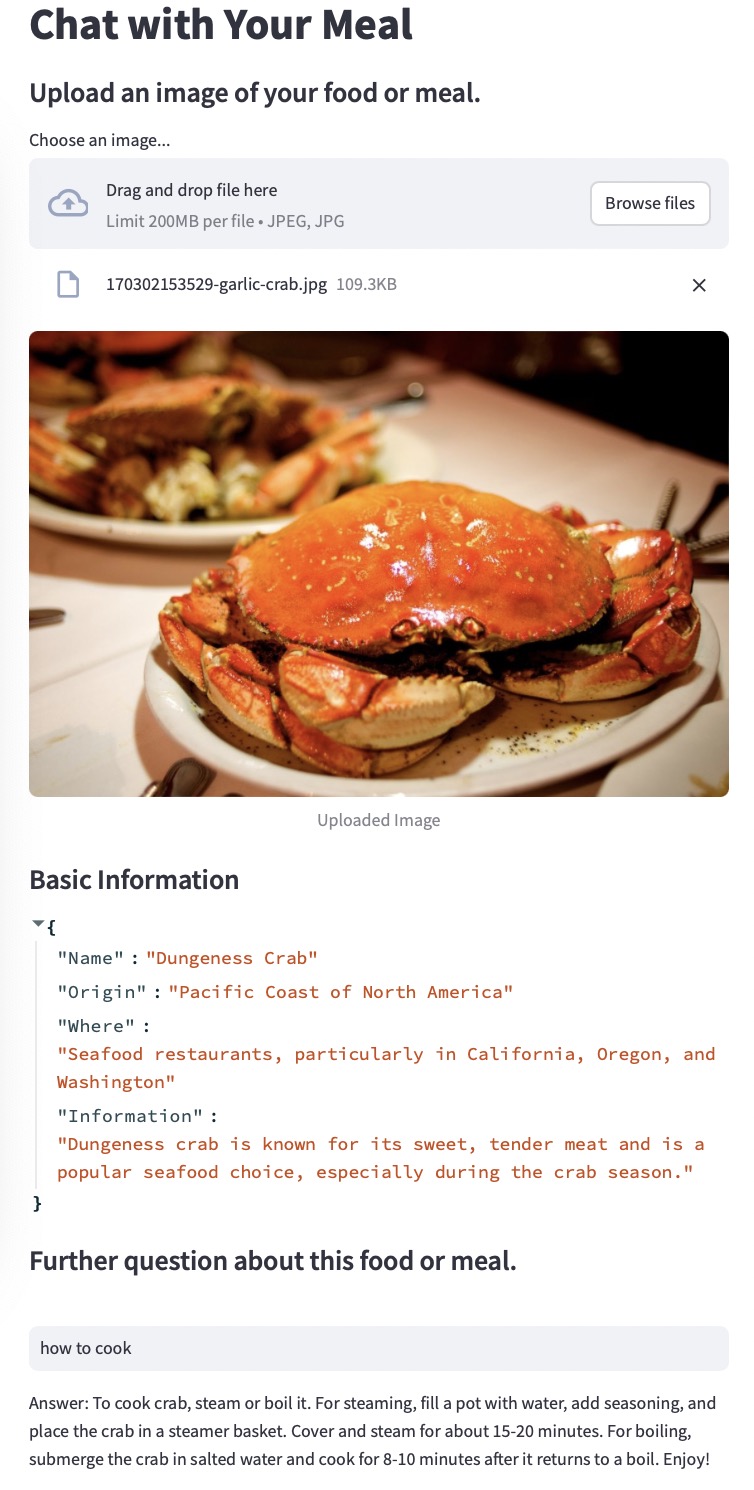 Chat with Your Meal
Upload an image of your food or meal.
Choose an image...
Drag and drop file here
Limit 200MB per file • JPEG, JPG
Browse files
170302153529-garlic-crab.jpg 109.3KB
Uploaded Image
Basic Information
{
"Name" : "Dungeness Crab"
"Origin" : "Pacific Coast of North America"
"Where" :
"Seafood restaurants, particularly in California, Oregon, and
Washington"
"Information" :
"Dungeness crab is known for its sweet, tender meat and is a
popular seafood choice, especially during the crab season."
}
Further question about this food or meal.
how to cook
Answer: To cook crab, steam or boil it. For steaming, fill a pot with water, add seasoning, and
place the crab in a steamer basket. Cover and steam for about 15-20 minutes. For boiling,
submerge the crab in salted water and cook for 8-10 minutes after it returns to a boil. Enjoy!